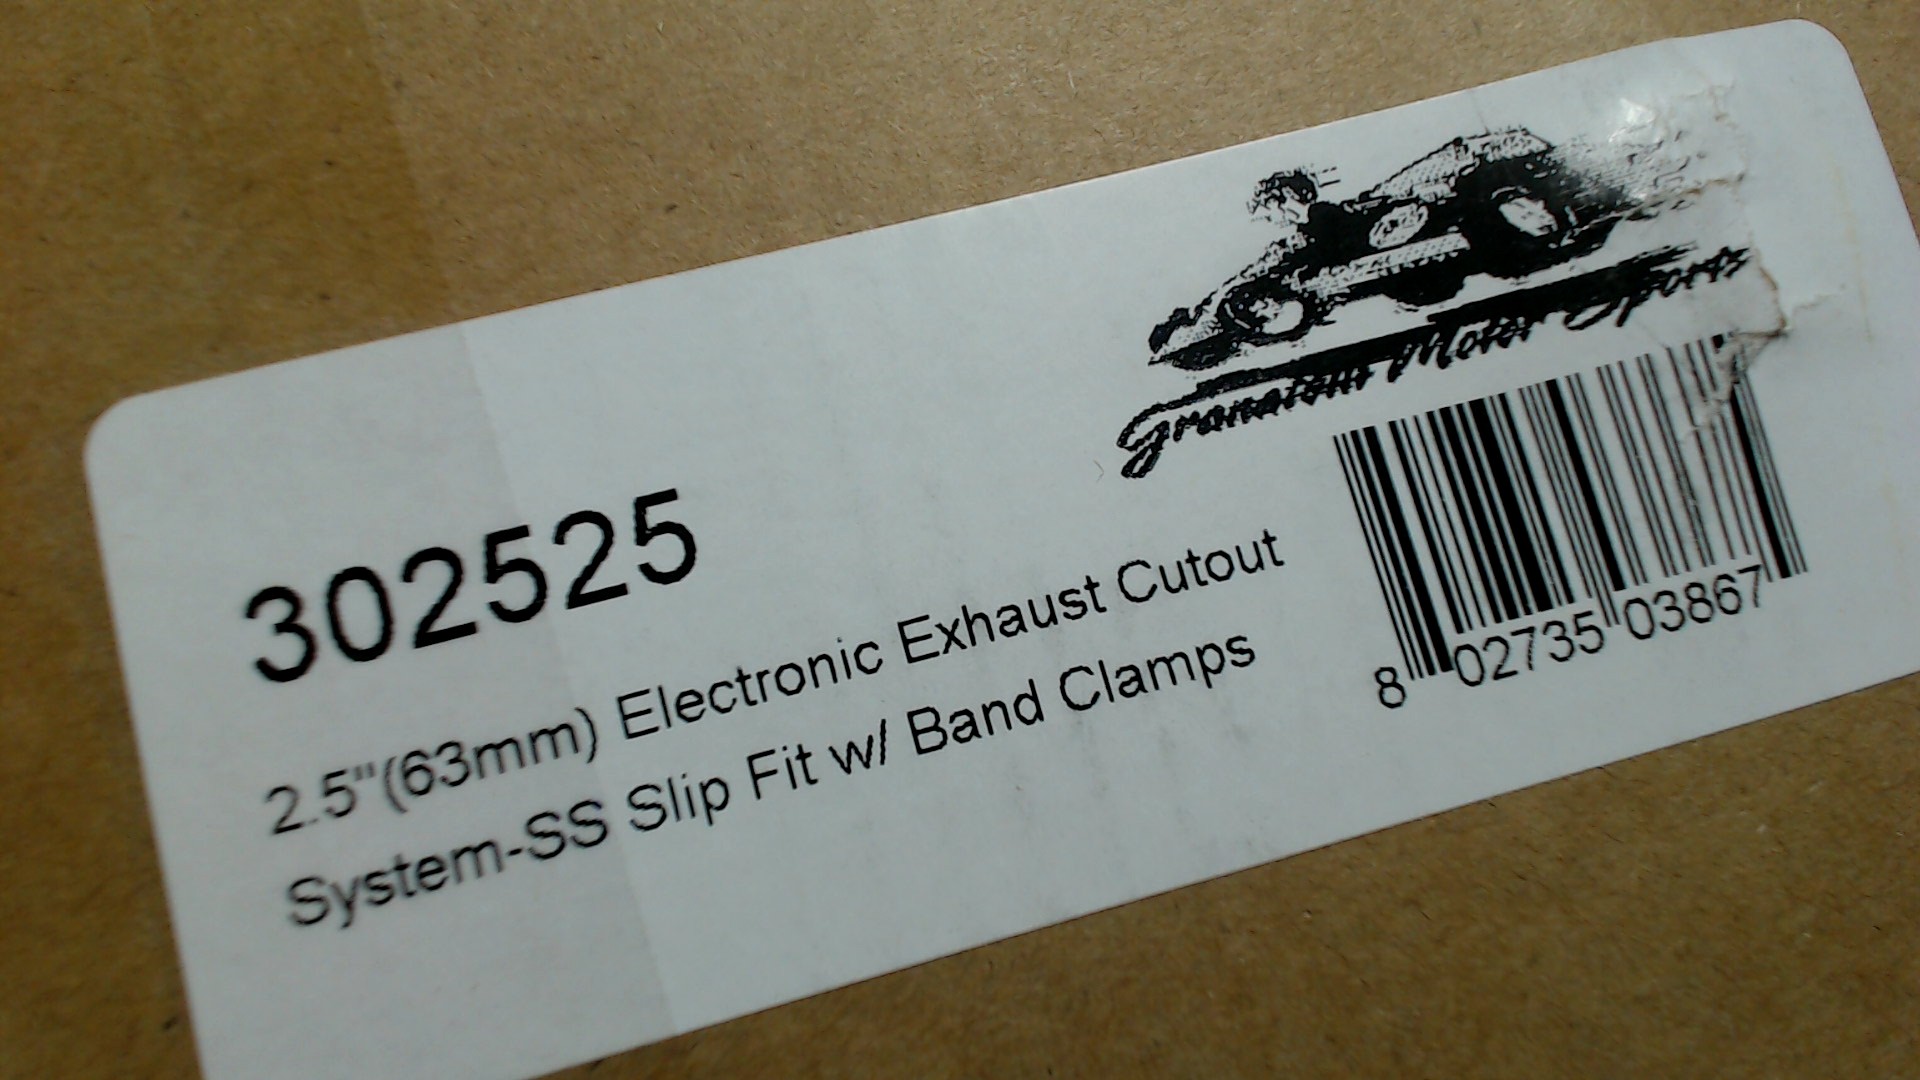 Granatelli Motor Sports
302525
2.5"(63mm) Electronic Exhaust Cutout
System-SS Slip Fit w/ Band Clamps
8 02735 03867